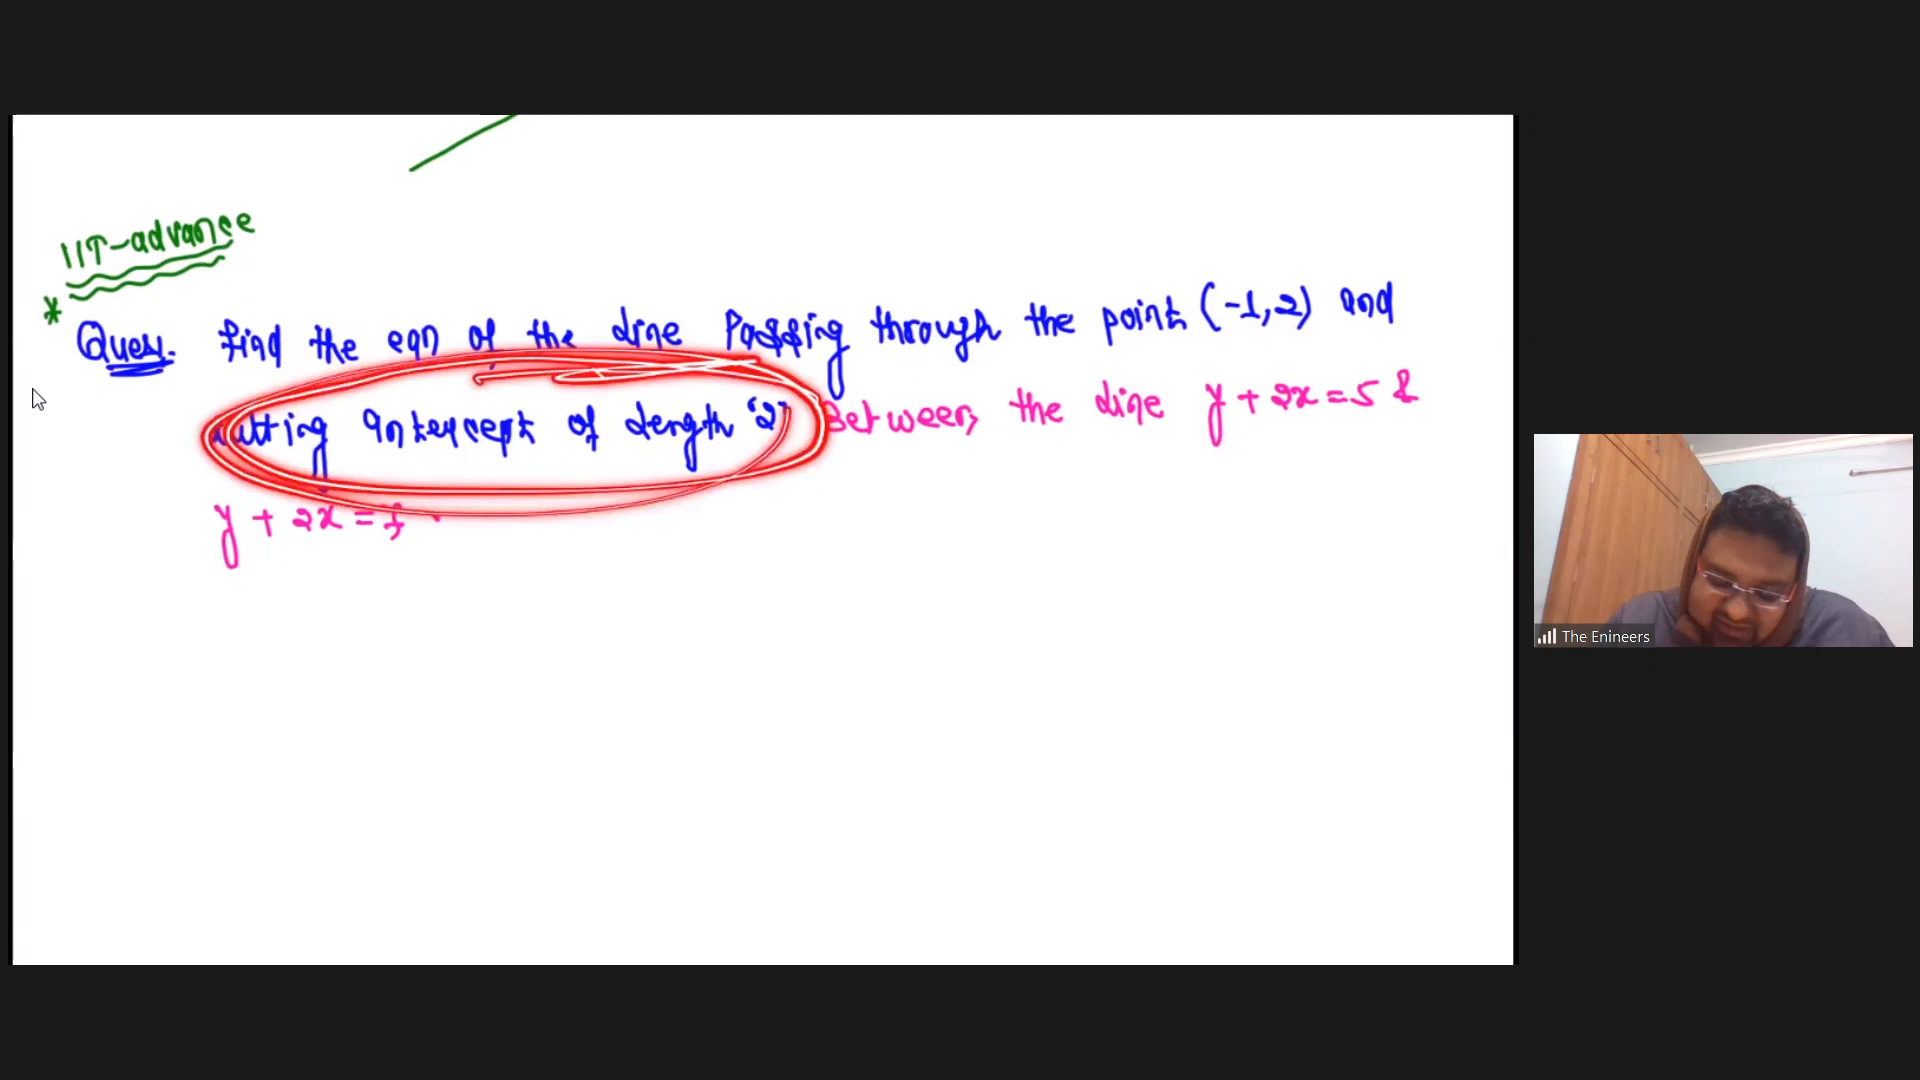 IIT-advance
* Ques. find the eqn of the line Passing through the point (-1,2) and
cutting intercept of length '2' Between the line y + 2x = 5 &
y + 2x = 7.
The Enineers